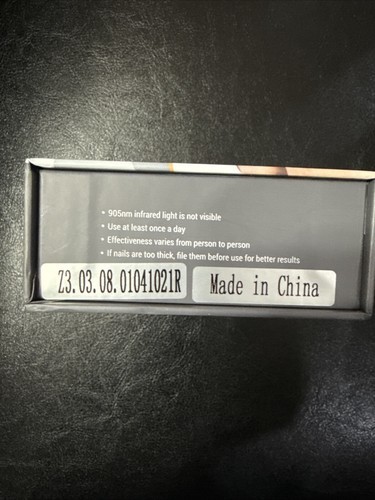 • 905nm infrared light is not visible
• Use at least once a day
• Effectiveness varies from person to person
• If nails are too thick, file them before use for better results
Z3.03.08.01041021R
Made in China